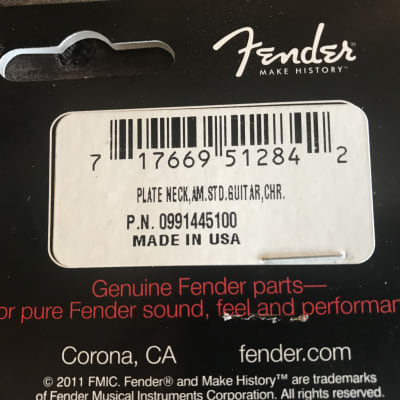 Fender
MAKE HISTORY™
7 17669 51284 2
PLATE NECK,AM.STD.GUITAR,CHR.
P.N. 0991445100
MADE IN USA
Genuine Fender parts—
or pure Fender sound, feel and performan
Corona, CA fender.com
© 2011 FMIC. Fender® and Make History™ are trademarks
of Fender Musical Instruments Corporation. All rights reserved.